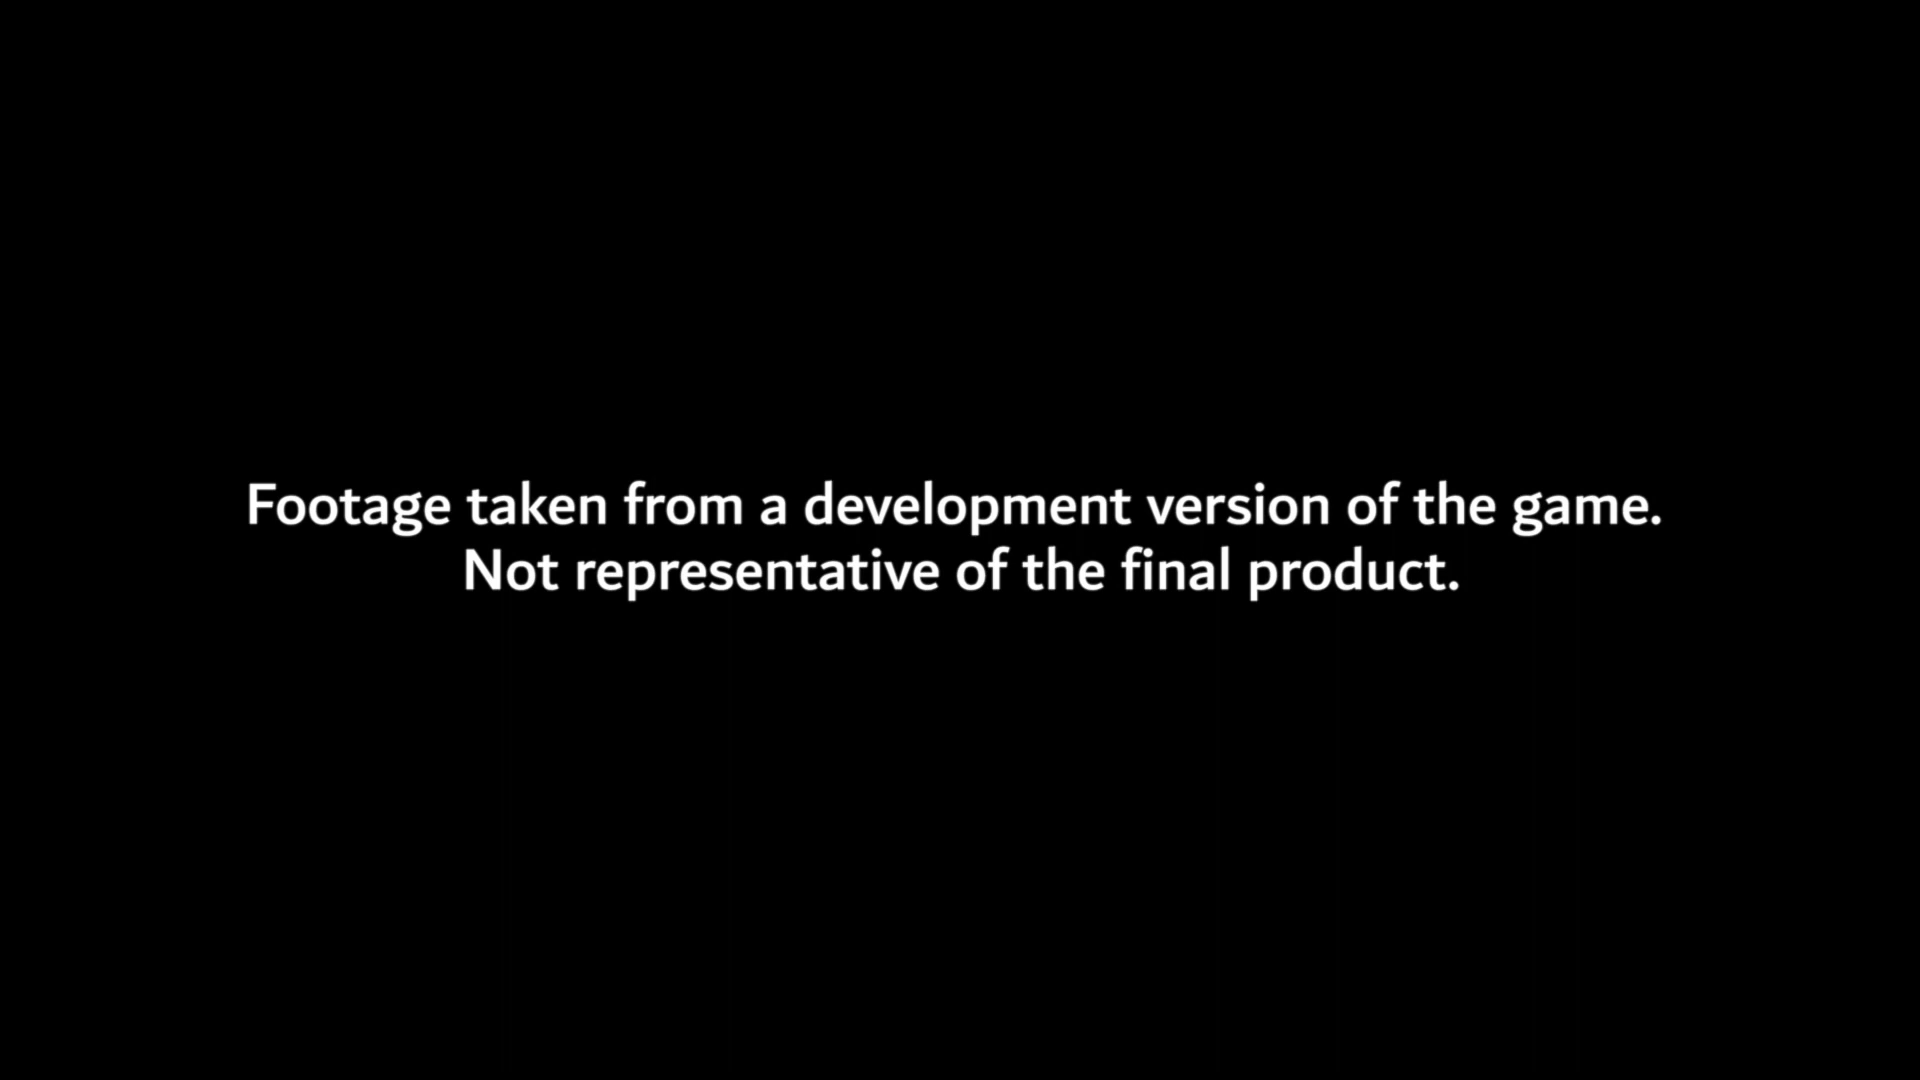 Footage taken from a development version of the game.
Not representative of the final product.